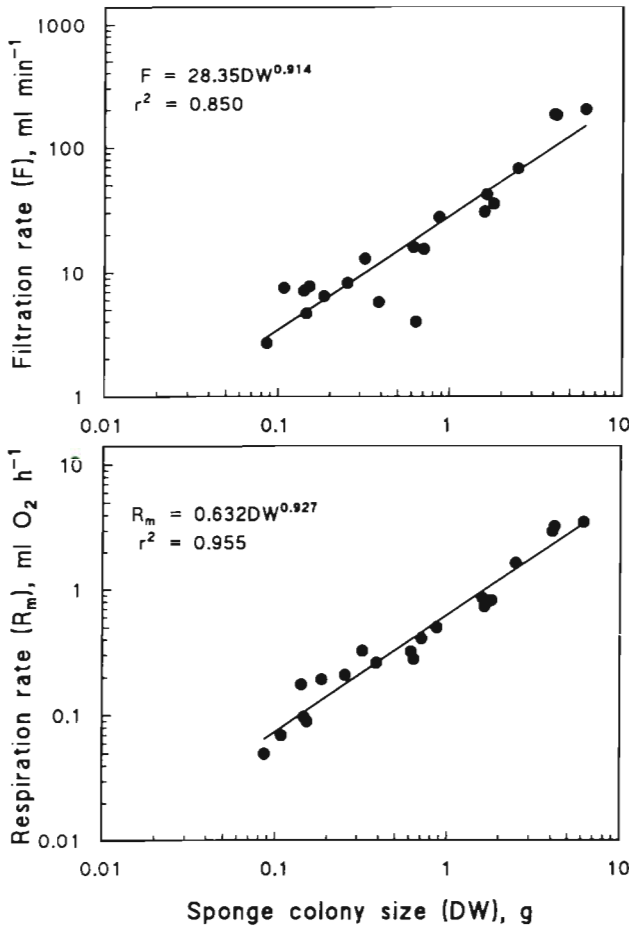 1000
100
10
1
Filtration rate (F), ml min⁻¹
F = 28.35DW^0.914
r² = 0.850
0.01 0.1 1 10
10
1
0.1
0.01
Respiration rate (Rₘ), ml O₂ h⁻¹
Rₘ = 0.632DW^0.927
r² = 0.955
0.01 0.1 1 10
Sponge colony size (DW), g